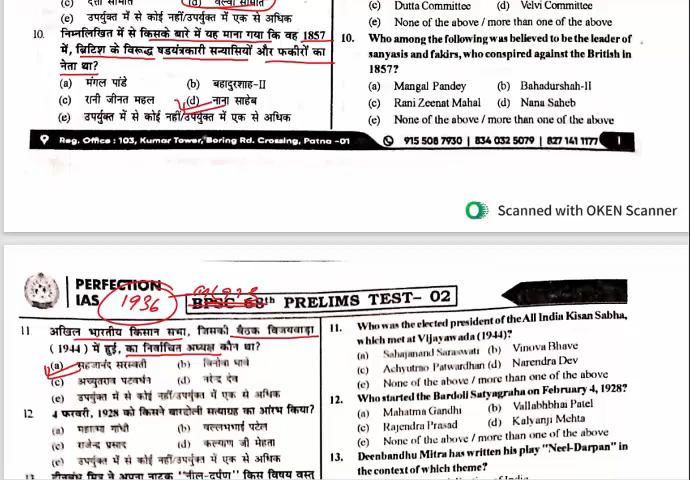 (c) दत्ता समिति (d) वेल्वी समिति
(e) उपर्युक्त में से कोई नहीं/उपर्युक्त में एक से अधिक
10. निम्नलिखित में से किसके बारे में यह माना गया कि वह 1857
में, ब्रिटिश के विरूद्ध षडयंत्रकारी सन्यासियों और फकीरों का
नेता था?
(a) मंगल पांडे (b) बहादुरशाह-II
(c) रानी जीनत महल (d) नाना साहेब
(e) उपर्युक्त में से कोई नहीं/उपर्युक्त में एक से अधिक
(c) Dutta Committee (d) Velvi Committee
(e) None of the above / more than one of the above
10. Who among the following was believed to be the leader of
sanyasis and fakirs, who conspired against the British in
1857?
(a) Mangal Pandey (b) Bahadurshah-II
(c) Rani Zeenat Mahal (d) Nana Saheb
(e) None of the above / more than one of the above
Reg. Office : 103, Kumar Tower, Boring Rd. Crossing, Patna -01 915 508 7930 | 834 032 5079 | 827 141 1177 1
Scanned with OKEN Scanner
PERFECTION
IAS
1936
BPSC 68th PRELIMS TEST- 02
11. अखिल भारतीय किसान सभा, जिसकी बैठक विजयवाड़ा
(1944) में हुई, का निर्वाचित अध्यक्ष कौन था?
(a) सहजानंद सरस्वती (b) विनोबा भावे
(c) अच्युतराव पटवर्धन (d) नरेन्द्र देव
(e) उपर्युक्त में से कोई नहीं/उपर्युक्त में एक से अधिक
12. 4 फरवरी, 1928 को किसने बारदोली सत्याग्रह का आरंभ किया?
(a) महात्मा गांधी (b) वल्लभभाई पटेल
(c) राजेन्द्र प्रसाद (d) कल्याण जी मेहता
(e) उपर्युक्त में से कोई नहीं/उपर्युक्त में एक से अधिक
13. दीनबंधु मित्र ने अपना नाटक "नील-दर्पण" किस विषय वस्तु
11. Who was the elected president of the All India Kisan Sabha,
which met at Vijayawada (1944)?
(a) Sahajanand Saraswati (b) Vinova Bhave
(c) Achyutrao Patwardhan (d) Narendra Dev
(e) None of the above / more than one of the above
12. Who started the Bardoli Satyagraha on February 4, 1928?
(a) Mahatma Gandhi (b) Vallabhbhai Patel
(c) Rajendra Prasad (d) Kalyanji Mehta
(e) None of the above / more than one of the above
13. Deenbandhu Mitra has written his play "Neel-Darpan" in
the context of which theme?